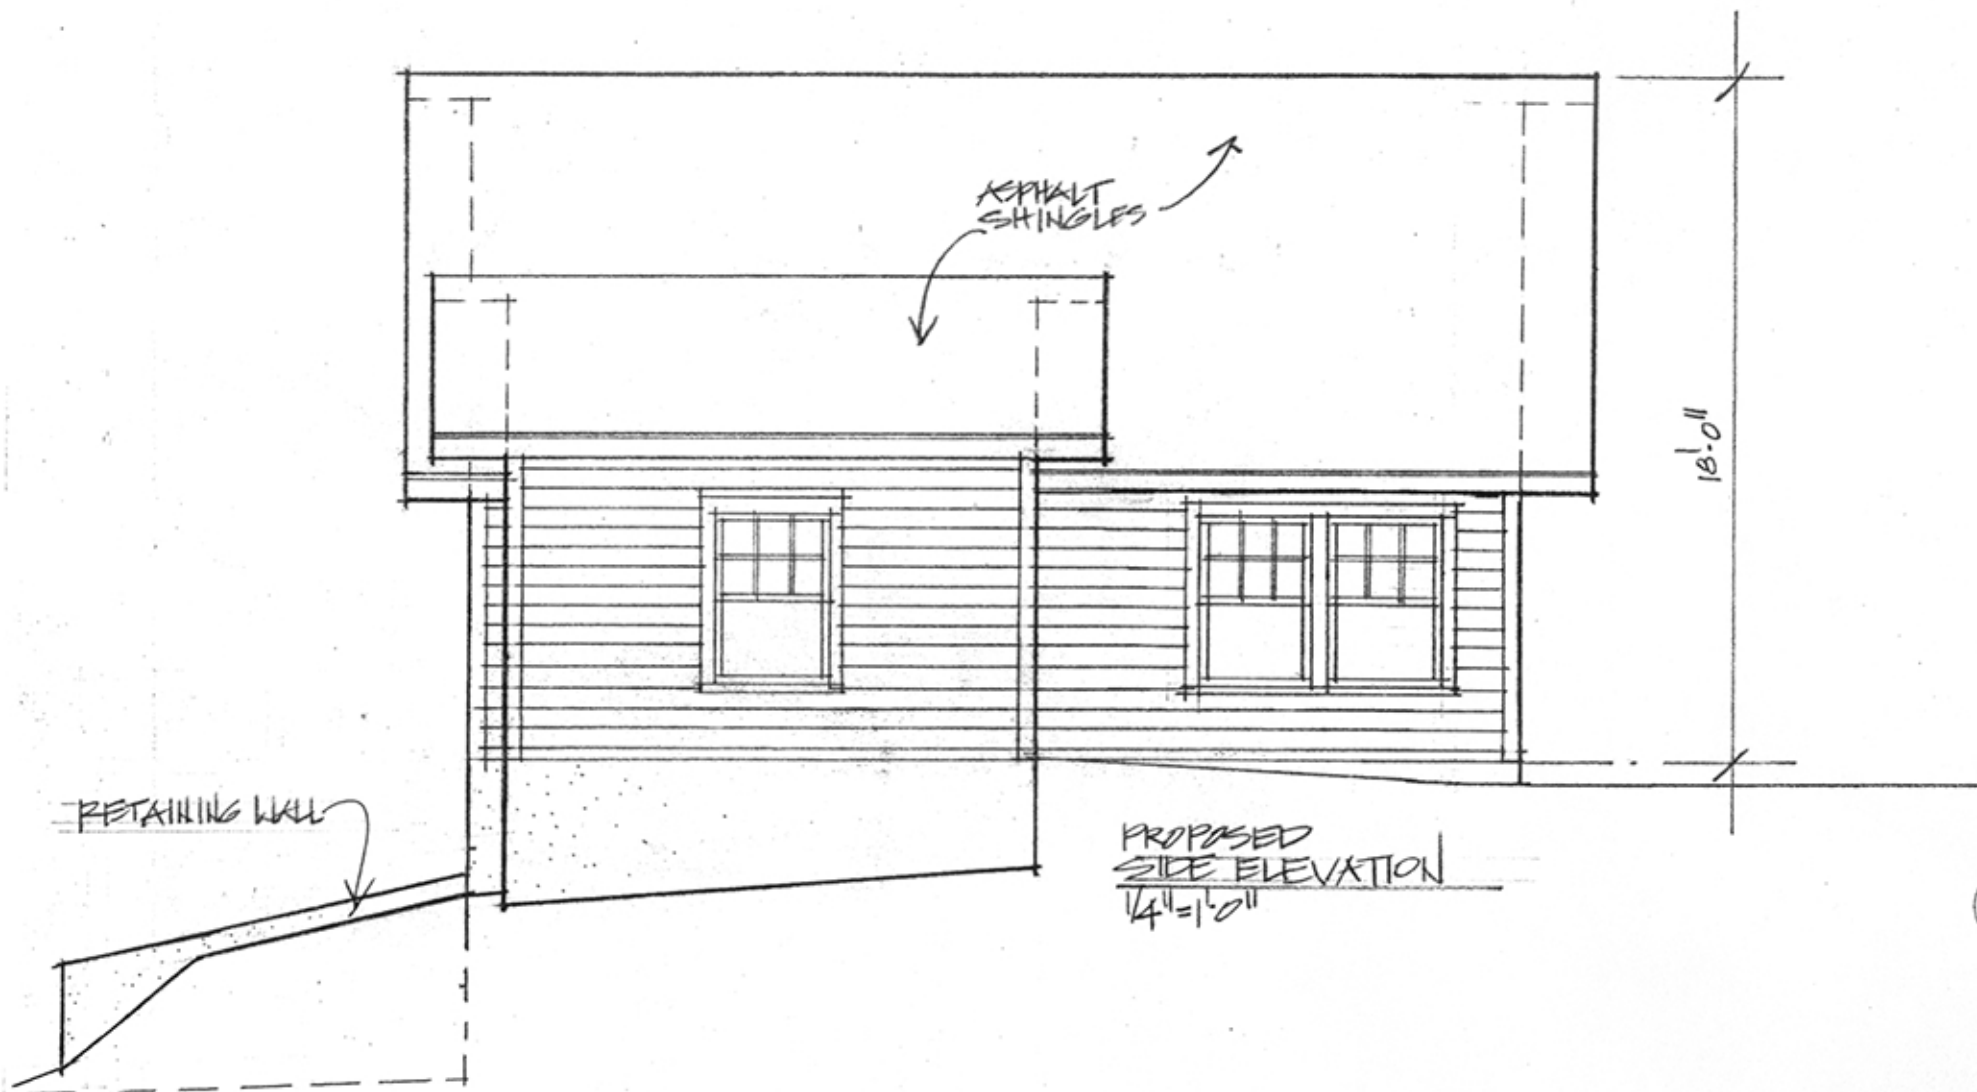 ASPHALT
SHINGLES
18'-0"
RETAINING WALL
PROPOSED
SIDE ELEVATION
1/4"=1'-0"